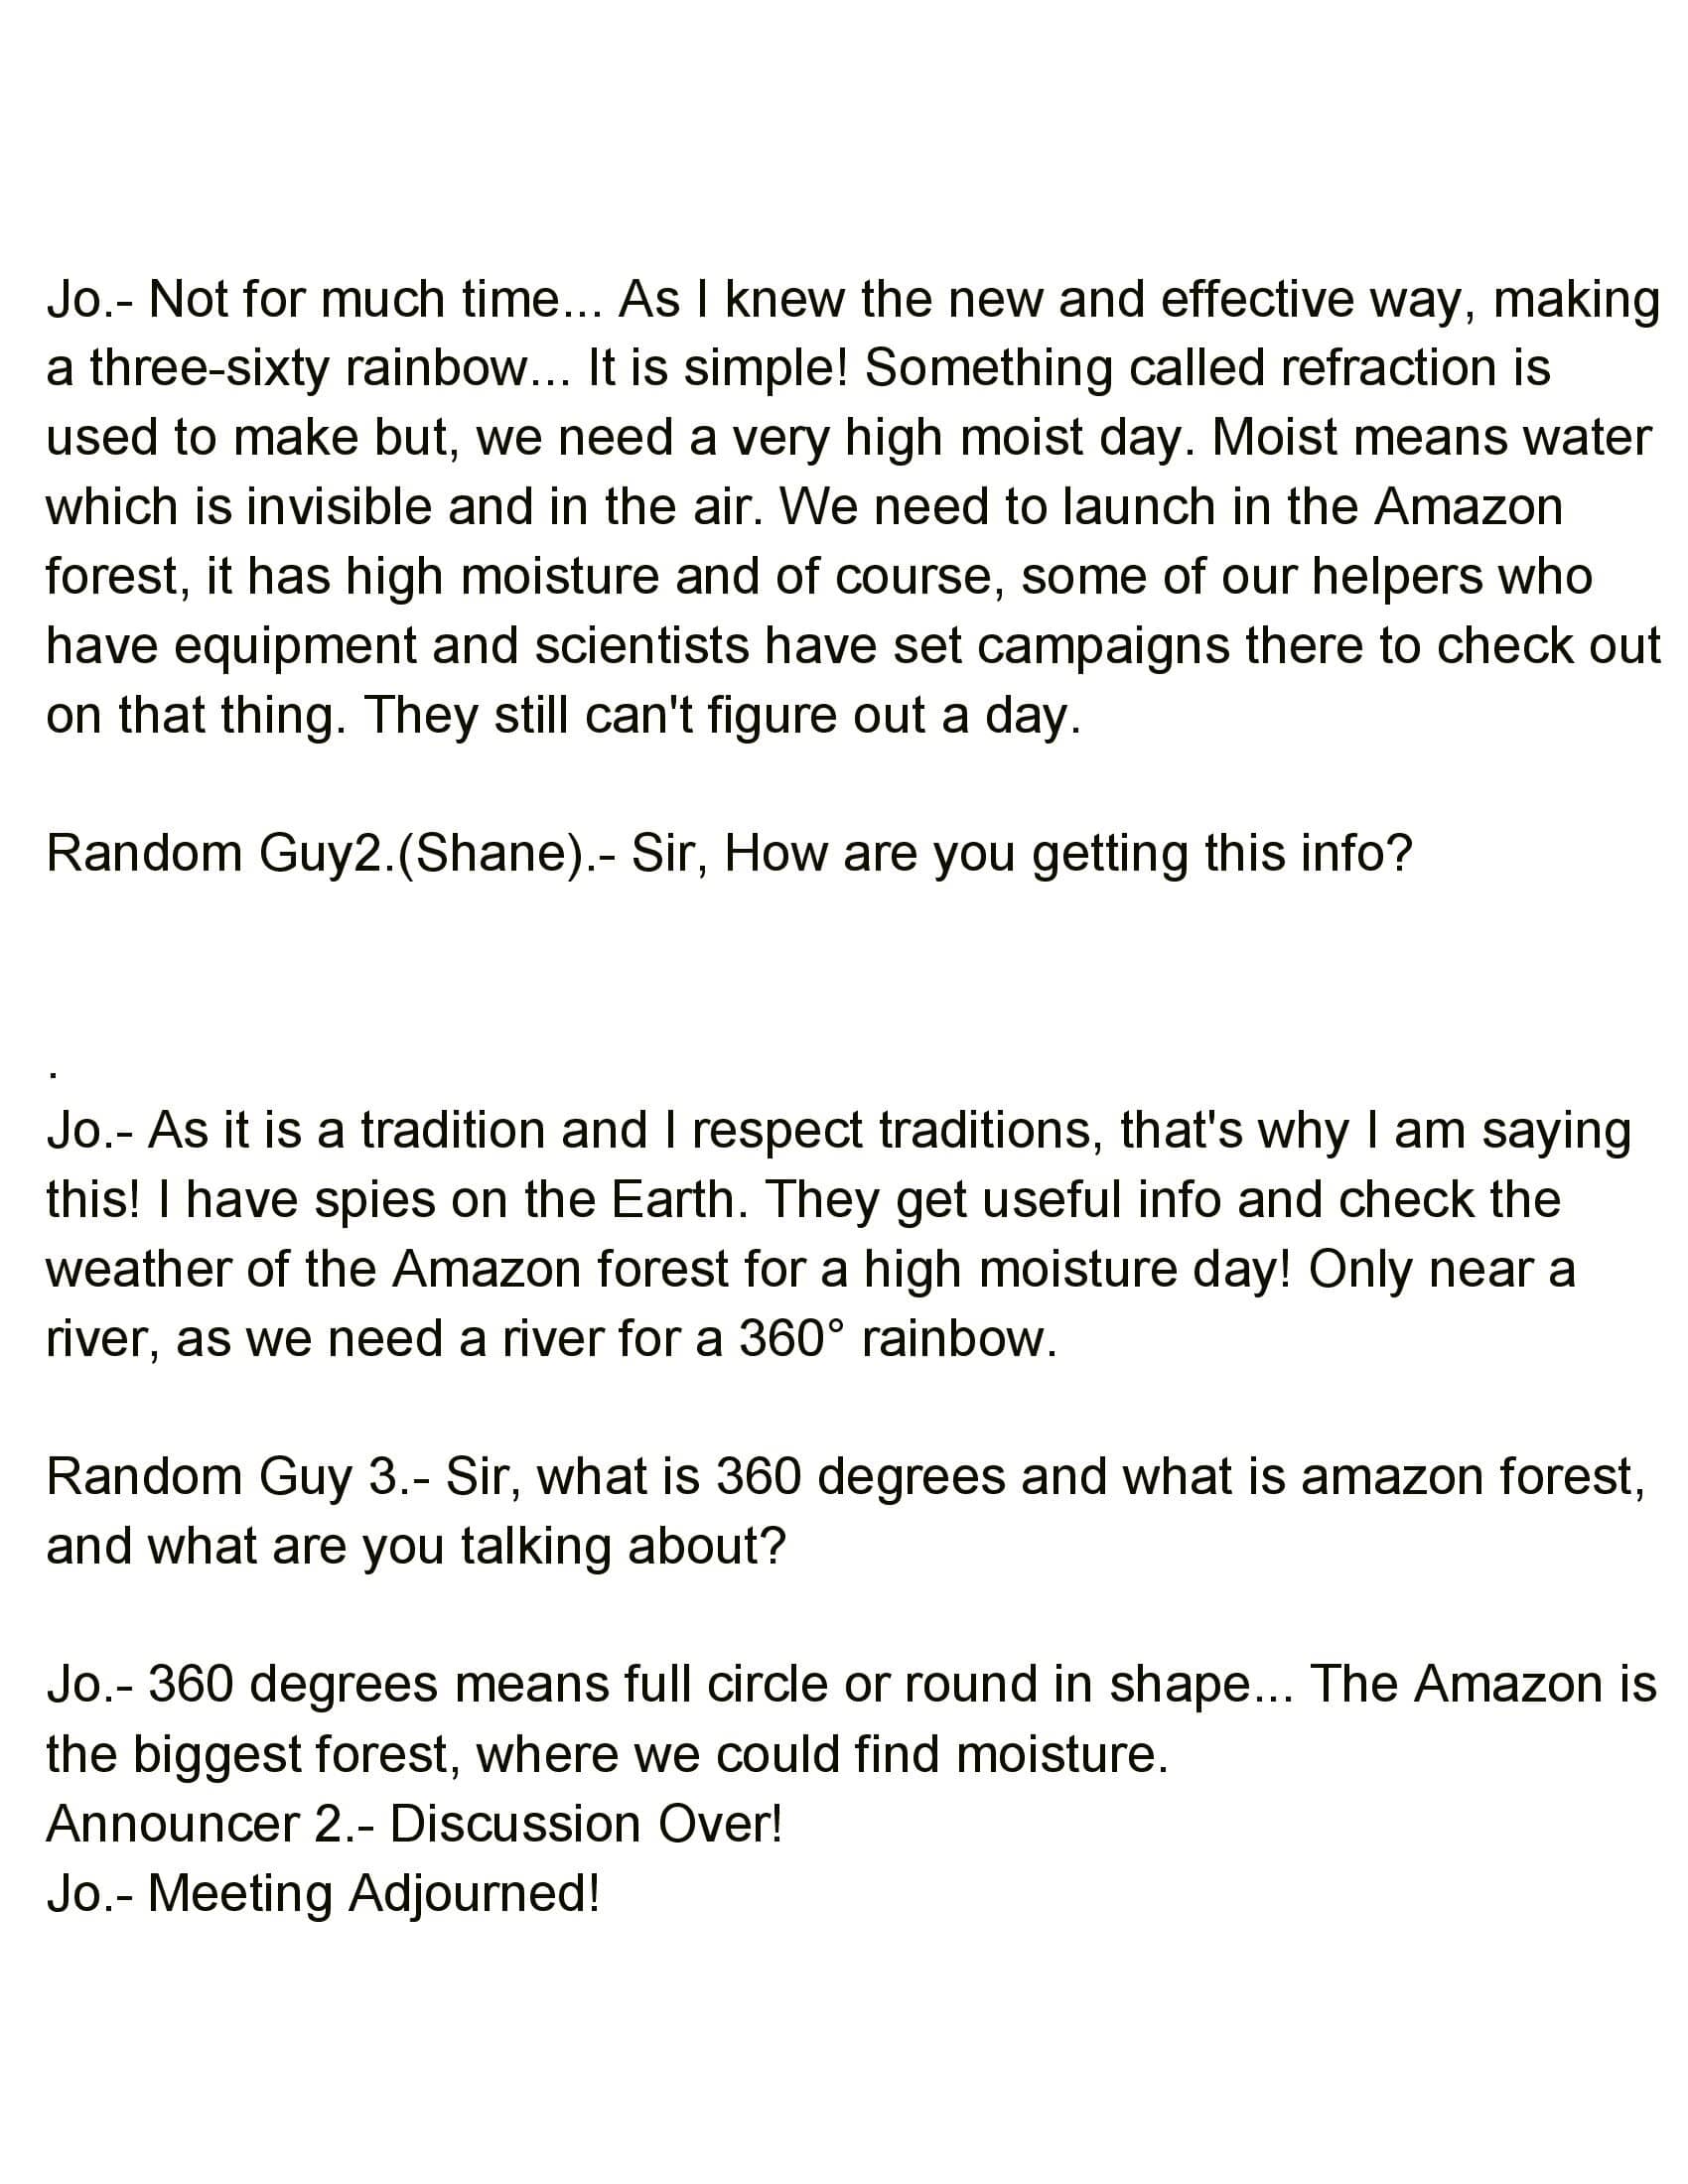 Jo.- Not for much time... As I knew the new and effective way, making
a three-sixty rainbow... It is simple! Something called refraction is
used to make but, we need a very high moist day. Moist means water
which is invisible and in the air. We need to launch in the Amazon
forest, it has high moisture and of course, some of our helpers who
have equipment and scientists have set campaigns there to check out
on that thing. They still can't figure out a day.
Random Guy2.(Shane).- Sir, How are you getting this info?
.
Jo.- As it is a tradition and I respect traditions, that's why I am saying
this! I have spies on the Earth. They get useful info and check the
weather of the Amazon forest for a high moisture day! Only near a
river, as we need a river for a 360° rainbow.
Random Guy 3.- Sir, what is 360 degrees and what is amazon forest,
and what are you talking about?
Jo.- 360 degrees means full circle or round in shape... The Amazon is
the biggest forest, where we could find moisture.
Announcer 2.- Discussion Over!
Jo.- Meeting Adjourned!